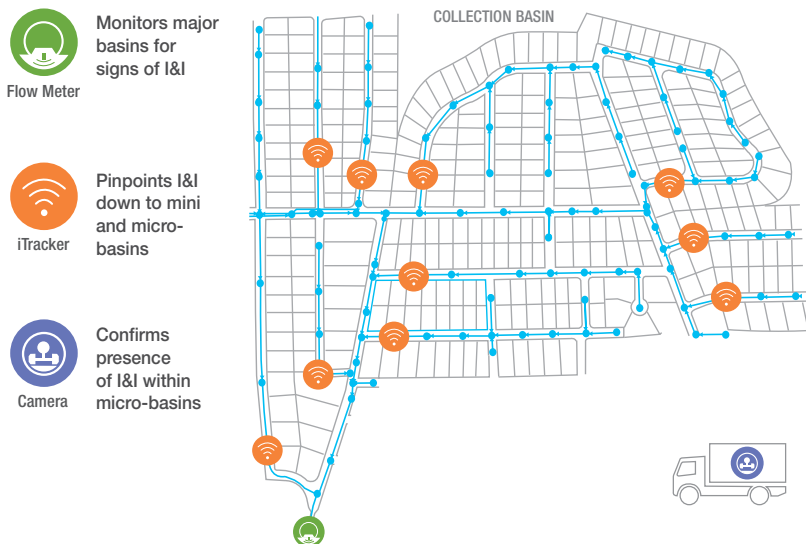 COLLECTION BASIN
Monitors major
basins for
signs of I&I
Flow Meter
Pinpoints I&I
down to mini
and micro-
basins
iTracker
Confirms
presence
of I&I within
micro-basins
Camera